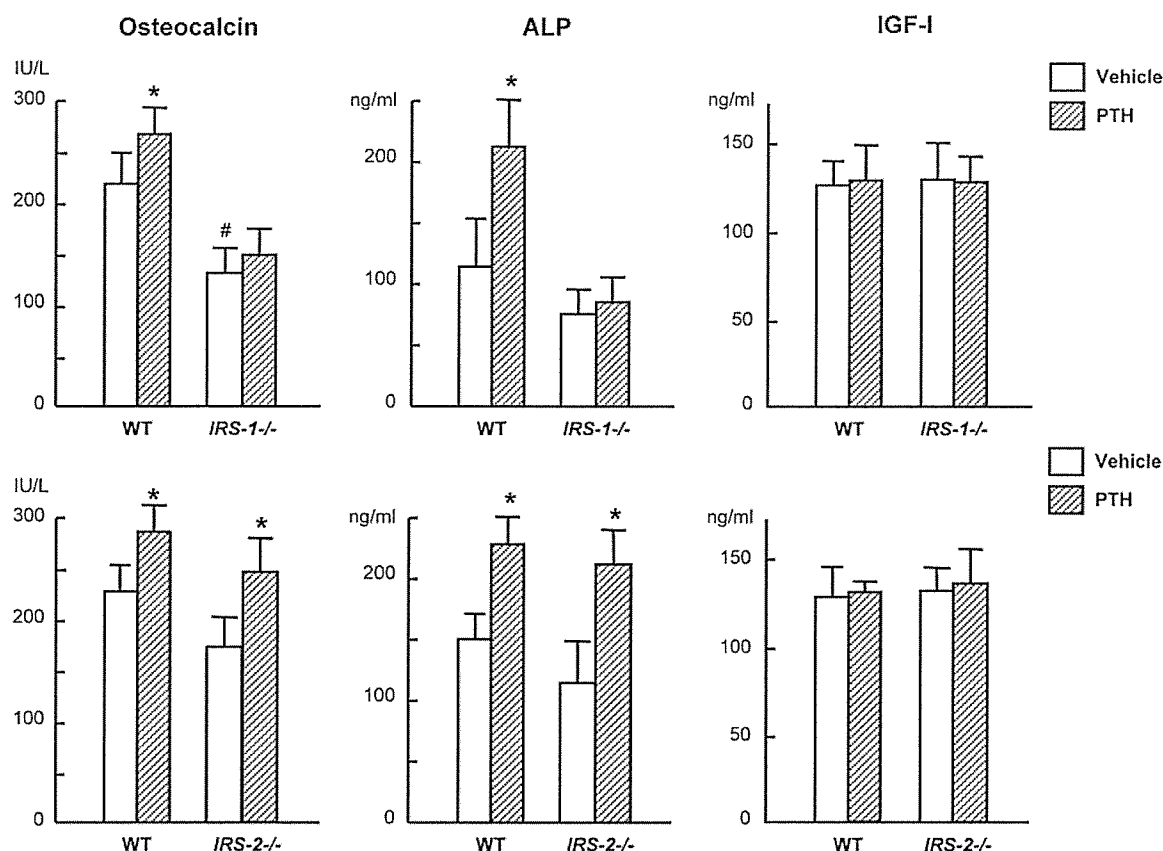 Osteocalcin ALP IGF-I
IU/L ng/ml ng/ml
Vehicle
PTH
300 200 100 0
* #
200 100 0
*
150 100 50 0
WT IRS-1-/- WT IRS-1-/- WT IRS-1-/-
IU/L ng/ml ng/ml
Vehicle
PTH
300 200 100 0
* *
200 100 0
* *
150 100 50 0
WT IRS-2-/- WT IRS-2-/- WT IRS-2-/-